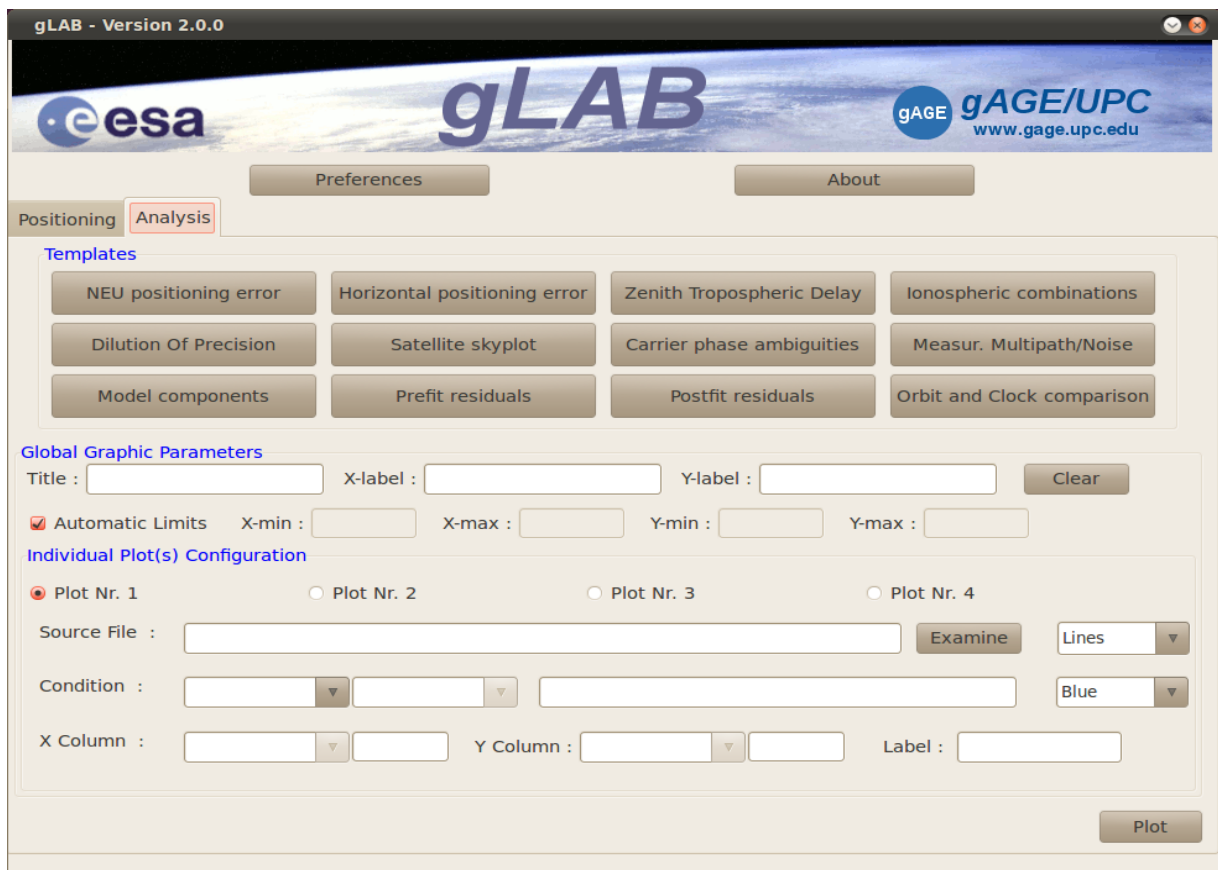 gLAB - Version 2.0.0
esa
gLAB
gAGE
gAGE/UPC
www.gage.upc.edu
Preferences
About
Positioning
Analysis
Templates
NEU positioning error
Horizontal positioning error
Zenith Tropospheric Delay
Ionospheric combinations
Dilution Of Precision
Satellite skyplot
Carrier phase ambiguities
Measur. Multipath/Noise
Model components
Prefit residuals
Postfit residuals
Orbit and Clock comparison
Global Graphic Parameters
Title :
X-label :
Y-label :
Clear
Automatic Limits
X-min :
X-max :
Y-min :
Y-max :
Individual Plot(s) Configuration
Plot Nr. 1
Plot Nr. 2
Plot Nr. 3
Plot Nr. 4
Source File :
Examine
Lines
Condition :
Blue
X Column :
Y Column :
Label :
Plot